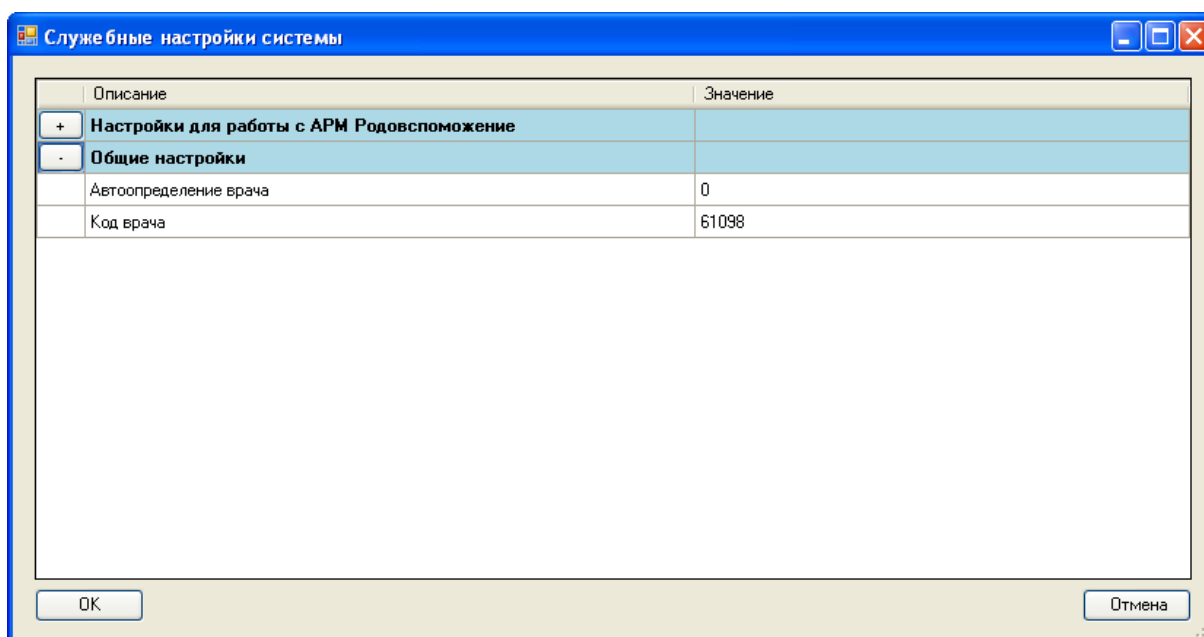 Служебные настройки системы
Описание Значение
+ Настройки для работы с АРМ Родовспоможение
- Общие настройки
Автоопределение врача 0
Код врача 61098
OK Отмена